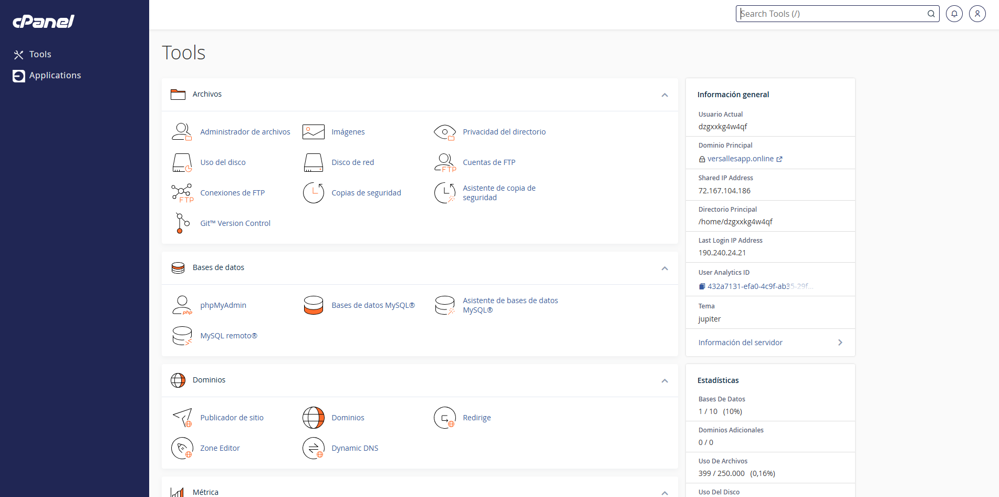 cPanel
Tools
Applications
Search Tools (/)
Tools
Archivos
Administrador de archivos
Imágenes
Privacidad del directorio
Uso del disco
Disco de red
FTP
Cuentas de FTP
FTP
Conexiones de FTP
Copias de seguridad
Asistente de copia de
seguridad
Git™ Version Control
Bases de datos
php
phpMyAdmin
Bases de datos MySQL®
Asistente de bases de datos
MySQL®
MySQL remoto®
Dominios
Publicador de sitio
Dominios
Redirige
Zone Editor
Dynamic DNS
Métrica
Información general
Usuario Actual
dzgxxkg4w4qf
Dominio Principal
versallesapp.online
Shared IP Address
72.167.104.186
Directorio Principal
/home/dzgxxkg4w4qf
Last Login IP Address
190.240.24.21
User Analytics ID
432a7131-efa0-4c9f-ab35-29f...
Tema
jupiter
Información del servidor
Estadísticas
Bases De Datos
1 / 10 (10%)
Dominios Adicionales
0 / 0
Uso De Archivos
399 / 250.000 (0,16%)
Uso Del Disco